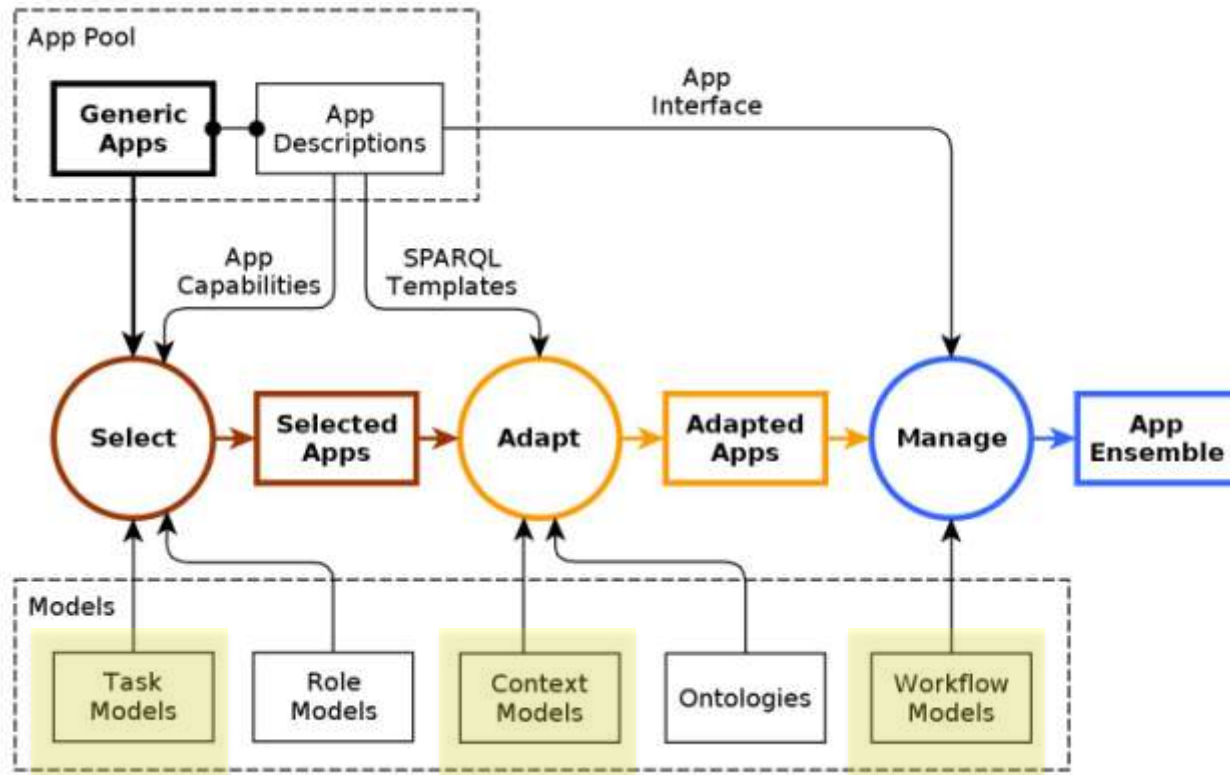 App Pool
Generic
Apps
App
Descriptions
App
Interface
App
Capabilities
SPARQL
Templates
Select
Selected
Apps
Adapt
Adapted
Apps
Manage
App
Ensemble
Models
Task
Models
Role
Models
Context
Models
Ontologies
Workflow
Models